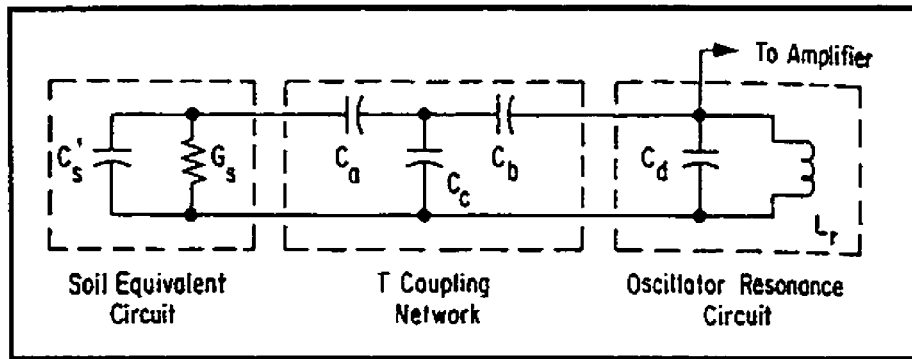 To Amplifier
C's
Gs
Ca
Cc
Cb
Cd
Lr
Soil Equivalent
Circuit
T Coupling
Network
Oscillator Resonance
Circuit